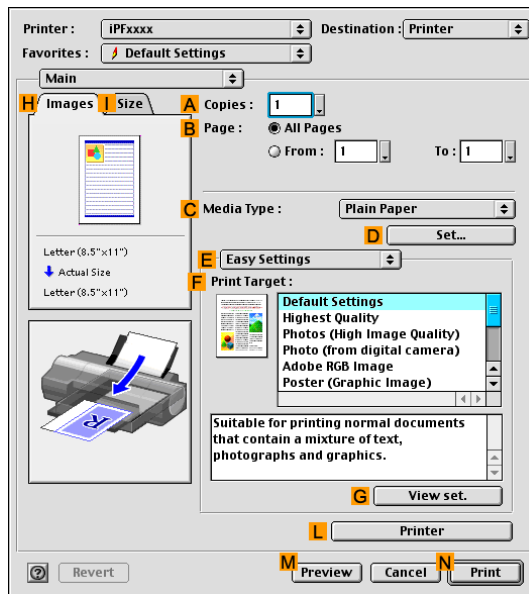 Printer : iPFxxxx Destination : Printer
Favorites : Default Settings
Main
H Images I Size
A Copies : 1
B Page : All Pages
From : 1 To : 1
C Media Type : Plain Paper
D Set...
Letter (8.5"x11")
Actual Size
Letter (8.5"x11")
E Easy Settings
F Print Target :
Default Settings
Highest Quality
Photos (High Image Quality)
Photo (from digital camera)
Adobe RGB Image
Poster (Graphic Image)
R
Suitable for printing normal documents
that contain a mixture of text,
photographs and graphics.
G View set.
L Printer
? Revert M Preview Cancel N Print